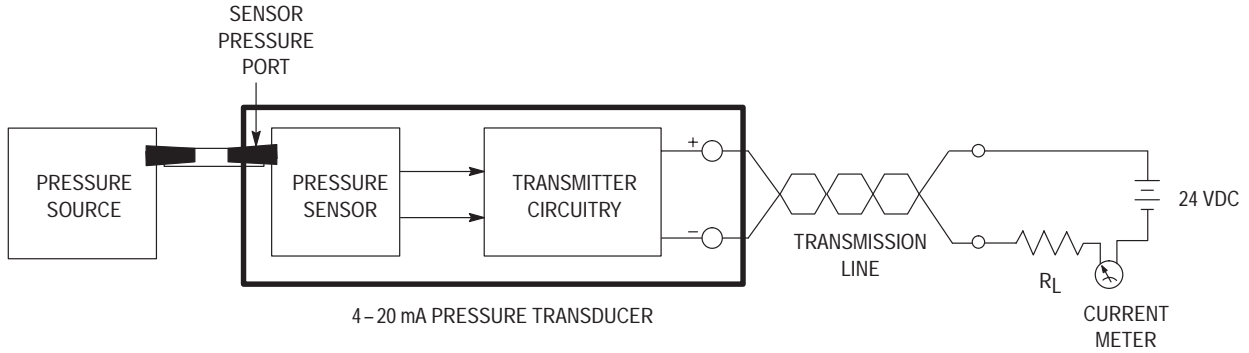 SENSOR
PRESSURE
PORT
PRESSURE
SOURCE
PRESSURE
SENSOR
TRANSMITTER
CIRCUITRY
+
–
TRANSMISSION
LINE
24 VDC
RL
CURRENT
METER
4–20 mA PRESSURE TRANSDUCER